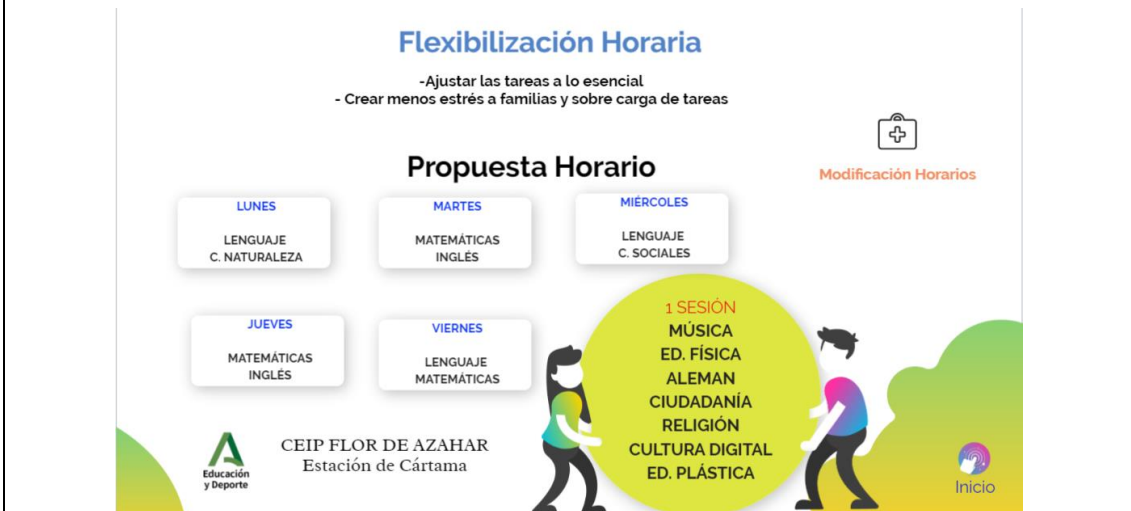 Flexibilización Horaria
-Ajustar las tareas a lo esencial
- Crear menos estrés a familias y sobre carga de tareas
Modificación Horarios
Propuesta Horario
LUNES
LENGUAJE
C. NATURALEZA
MARTES
MATEMÁTICAS
INGLÉS
MIÉRCOLES
LENGUAJE
C. SOCIALES
JUEVES
MATEMÁTICAS
INGLÉS
VIERNES
LENGUAJE
MATEMÁTICAS
1 SESIÓN
MÚSICA
ED. FÍSICA
ALEMAN
CIUDADANÍA
RELIGIÓN
CULTURA DIGITAL
ED. PLÁSTICA
Educación
y Deporte
CEIP FLOR DE AZAHAR
Estación de Cártama
Inicio